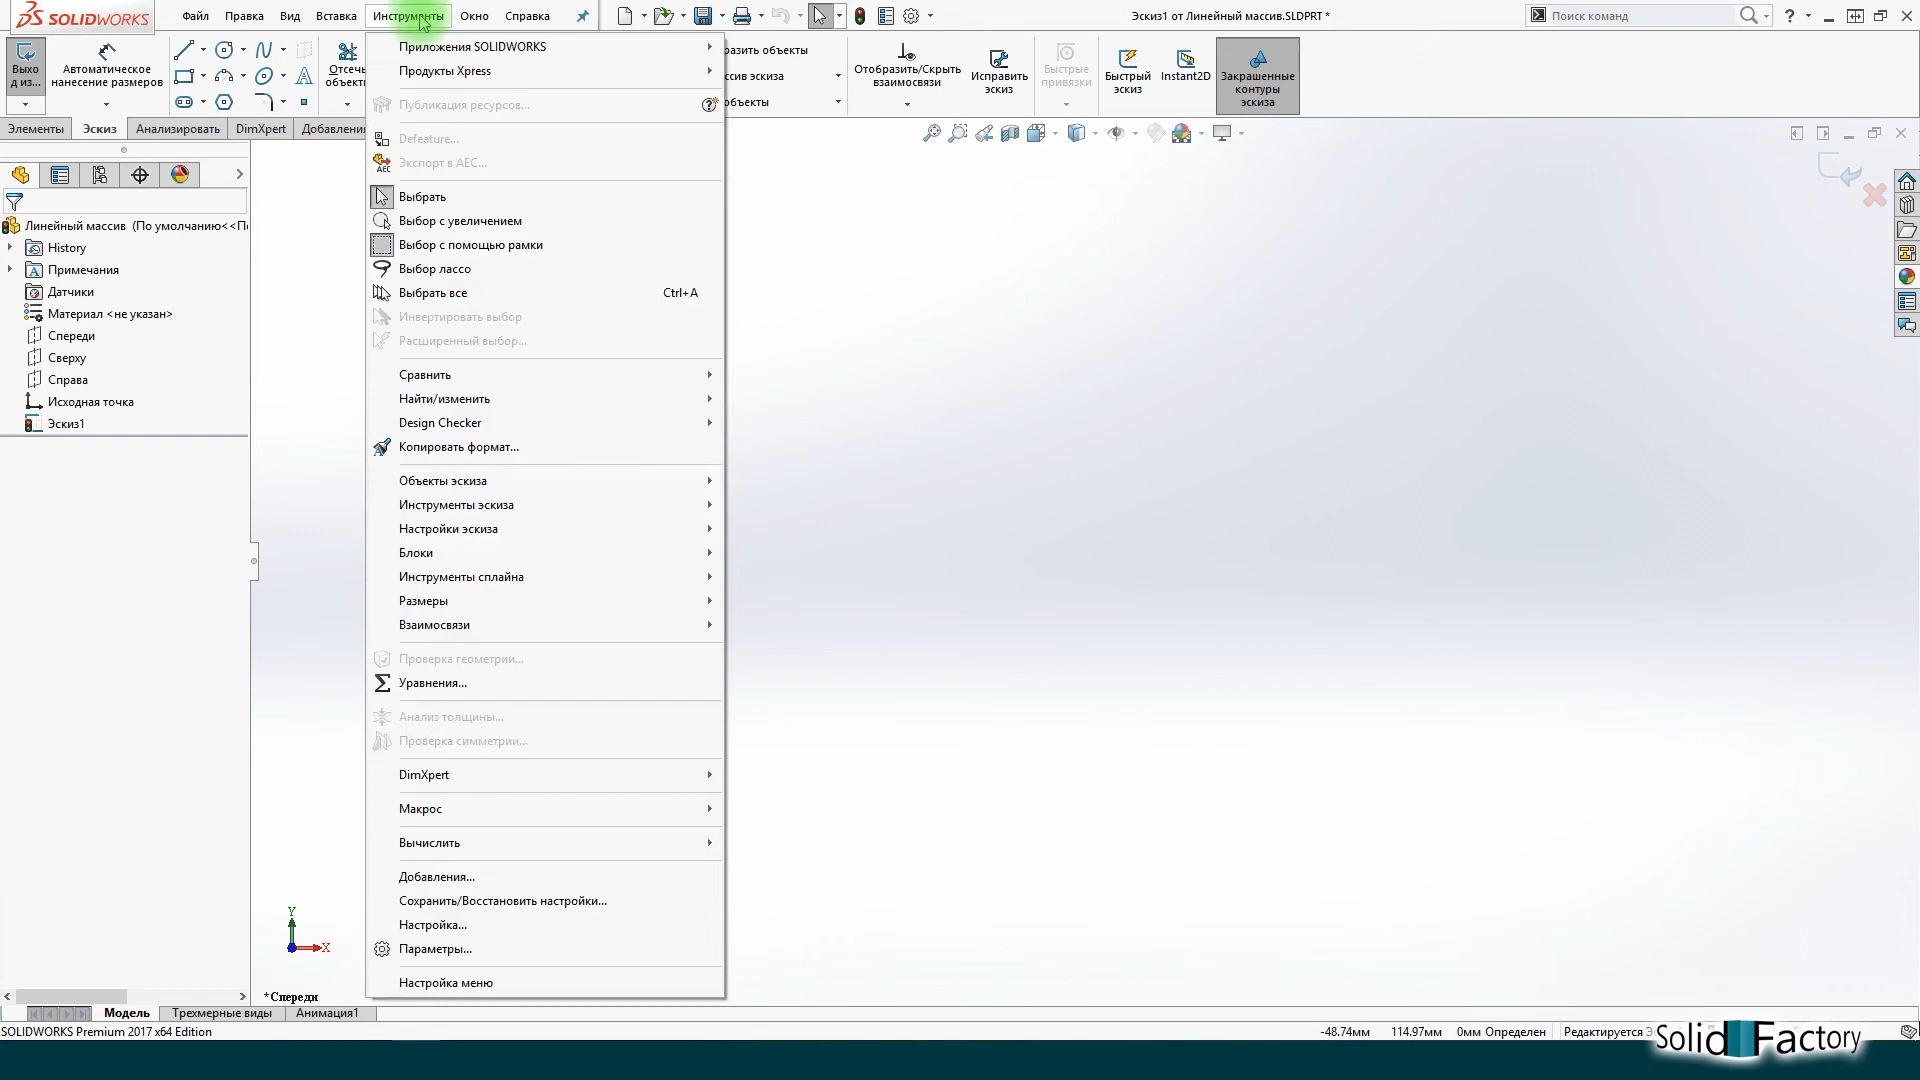 SOLIDWORKS
Файл Правка Вид Вставка Инструменты Окно Справка
Эскиз1 от Линейный массив.SLDPRT *
Поиск команд
Выхо
д из...
Автоматическое
нанесение размеров
Отсечь
объекты
разить объекты
ссив эскиза
объекты
Отобразить/Скрыть
взаимосвязи
Исправить
эскиз
Быстрые
привязки
Быстрый
эскиз
Instant2D
Закрашенные
контуры
эскиза
Элементы Эскиз Анализировать DimXpert Добавления
Линейный массив (По умолчанию<<По
History
Примечания
Датчики
Материал <не указан>
Спереди
Сверху
Справа
Исходная точка
Эскиз1
Приложения SOLIDWORKS
Продукты Xpress
Публикация ресурсов...
Defeature...
Экспорт в AEC...
Выбрать
Выбор с увеличением
Выбор с помощью рамки
Выбор лассо
Выбрать все Ctrl+A
Инвертировать выбор
Расширенный выбор...
Сравнить
Найти/изменить
Design Checker
Копировать формат...
Объекты эскиза
Инструменты эскиза
Настройки эскиза
Блоки
Инструменты сплайна
Размеры
Взаимосвязи
Проверка геометрии...
Уравнения...
Анализ толщины...
Проверка симметрии...
DimXpert
Макрос
Вычислить
Добавления...
Сохранить/Восстановить настройки...
Настройка...
Параметры...
Настройка меню
Y
X
*Спереди
Модель Трехмерные виды Анимация1
SOLIDWORKS Premium 2017 x64 Edition
-48.74мм 114.97мм 0мм Определен Редактируется Э
Solid Factory